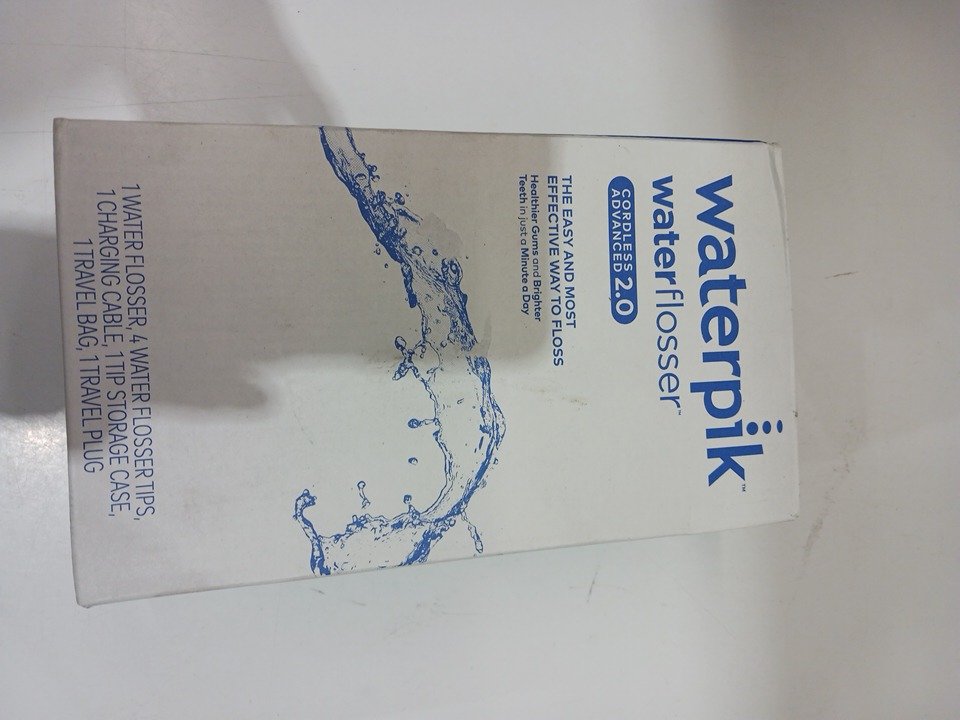 waterpik™
waterflosser™
CORDLESS
ADVANCED 2.0
THE EASY AND MOST
EFFECTIVE WAY TO FLOSS
Healthier Gums and Brighter
Teeth in just a Minute a Day
1 WATER FLOSSER, 4 WATER FLOSSER TIPS,
1 CHARGING CABLE, 1 TIP STORAGE CASE,
1 TRAVEL BAG, 1 TRAVEL PLUG